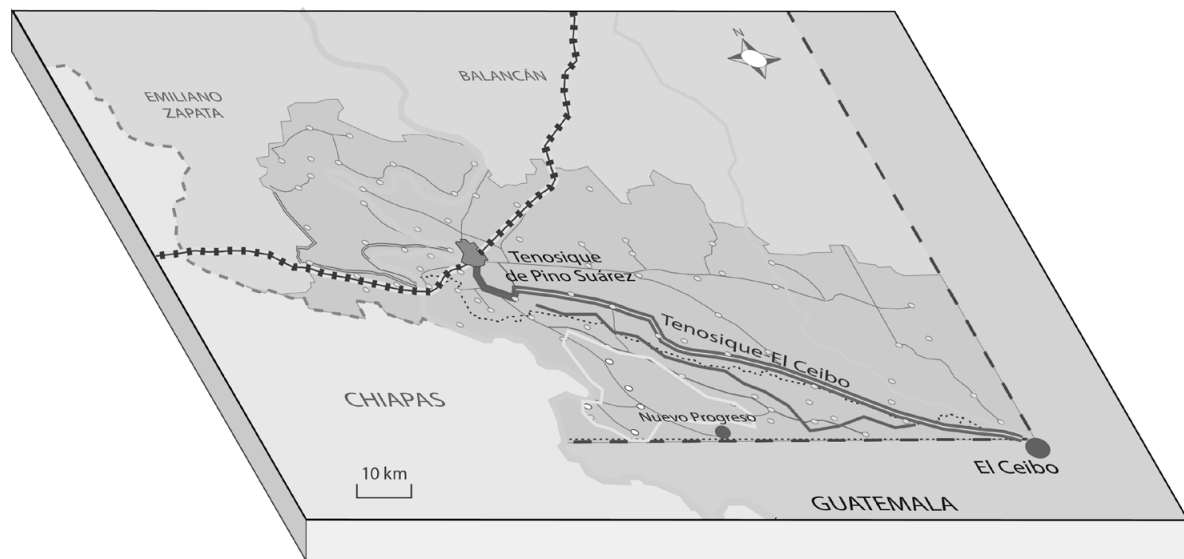 N
BALANCÁN
EMILIANO
ZAPATA
Tenosique
de Pino Suárez
Tenosique-El Ceibo
CHIAPAS
Nuevo Progreso
El Ceibo
10 km
GUATEMALA